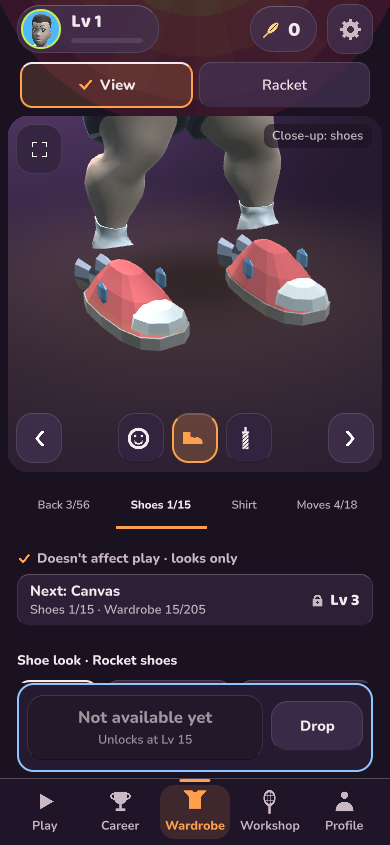 Lv 1
0
View
Racket
Close-up: shoes
Back 3/56
Shoes 1/15
Shirt
Moves 4/18
Doesn't affect play · looks only
Next: Canvas
Shoes 1/15 · Wardrobe 15/205
Lv 3
Shoe look · Rocket shoes
Not available yet
Unlocks at Lv 15
Drop
Play
Career
Wardrobe
Workshop
Profile